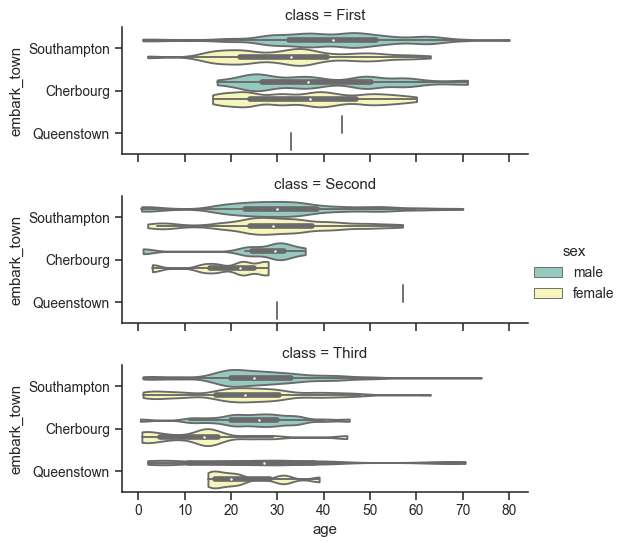 class = First
embark_town
Southampton
Cherbourg
Queenstown
class = Second
embark_town
Southampton
Cherbourg
Queenstown
sex
male
female
class = Third
embark_town
Southampton
Cherbourg
Queenstown
0 10 20 30 40 50 60 70 80
age